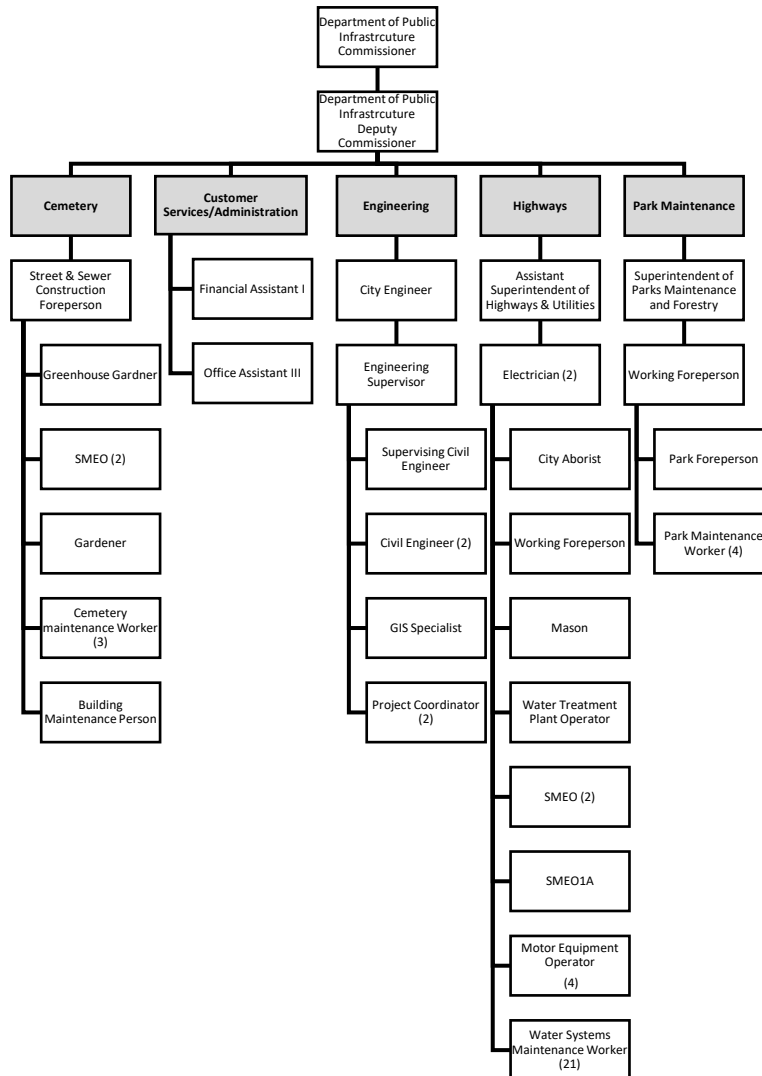 Department of Public
Infrastrcuture
Commissioner
Department of Public
Infastrcuture
Deputy
Commissioner
Cemetery
Customer
Services/Administration
Engineering
Highways
Park Maintenance
Street & Sewer
Construction
Foreperson
Financial Assistant I
City Engineer
Assistant
Superintendent of
Highways & Utilities
Superintendent of
Parks Maintenance
and Forestry
Greenhouse Gardner
Office Assistant III
Engineering
Supervisor
Electrician (2)
Working Foreperson
SMEO (2)
Supervising Civil
Engineer
City Aborist
Park Foreperson
Gardener
Civil Engineer (2)
Working Foreperson
Park Maintenance
Worker (4)
Cemetery
maintenance Worker
(3)
GIS Specialist
Mason
Building
Maintenance Person
Project Coordinator
(2)
Water Treatment
Plant Operator
SMEO (2)
SMEO1A
Motor Equipment
Operator
(4)
Water Systems
Maintenance Worker
(21)